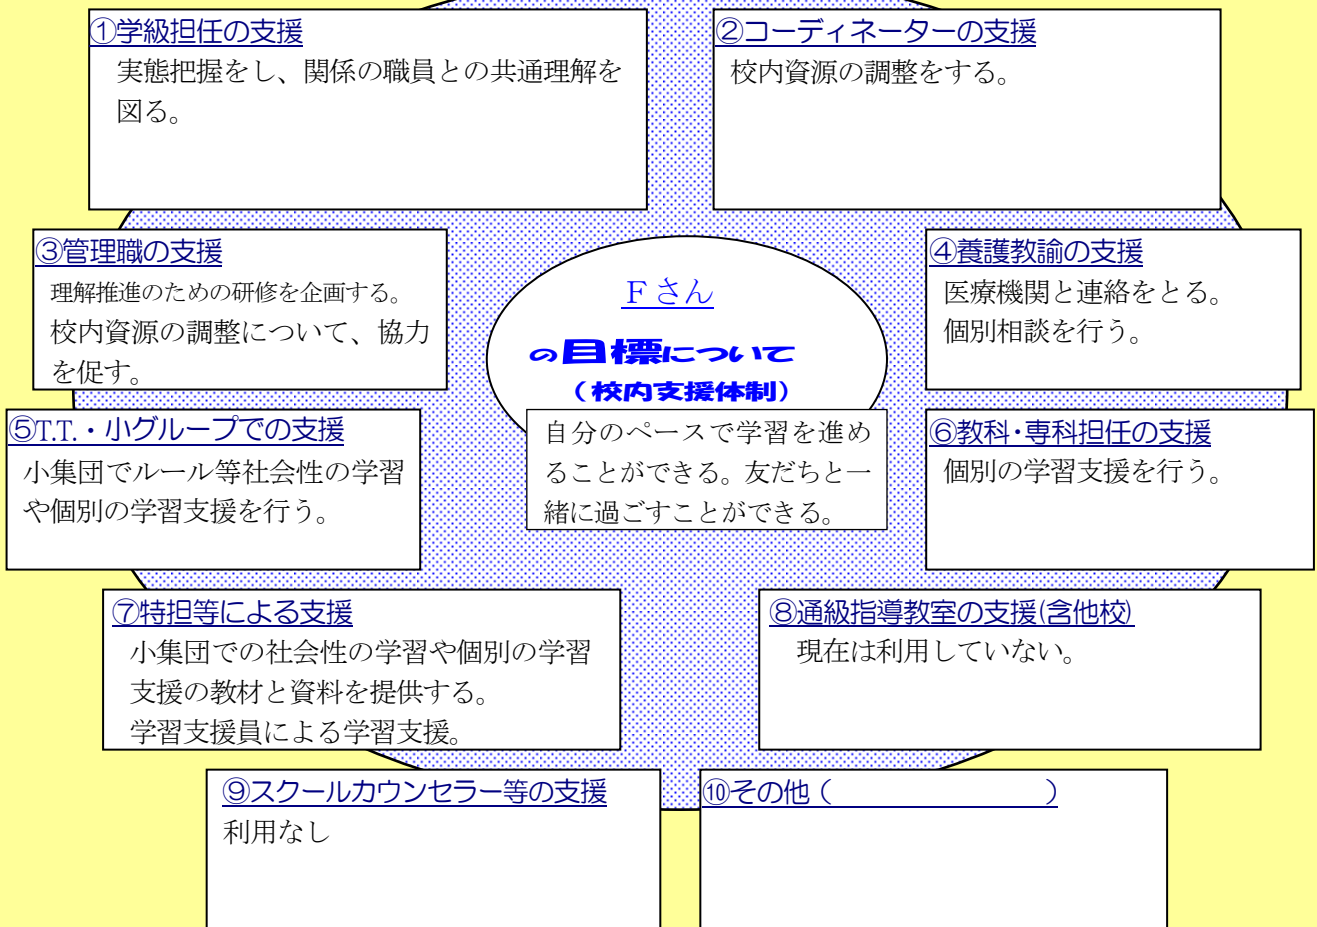 ①学級担任の支援
実態把握をし、関係の職員との共通理解を
図る。
②コーディネーターの支援
校内資源の調整をする。
③管理職の支援
理解推進のための研修を企画する。
校内資源の調整について、協力
を促す。
④養護教諭の支援
医療機関と連絡をとる。
個別相談を行う。
Fさん
の目標について
（校内支援体制）
自分のペースで学習を進め
ることができる。友だちと一
緒に過ごすことができる。
⑤T.T.・小グループでの支援
小集団でルール等社会性の学習
や個別の学習支援を行う。
⑥教科・専科担任の支援
個別の学習支援を行う。
⑦特担等による支援
小集団での社会性の学習や個別の学習
支援の教材と資料を提供する。
学習支援員による学習支援。
⑧通級指導教室の支援(含他校)
現在は利用していない。
⑨スクールカウンセラー等の支援
利用なし
⑩その他（　　　　　　　　）